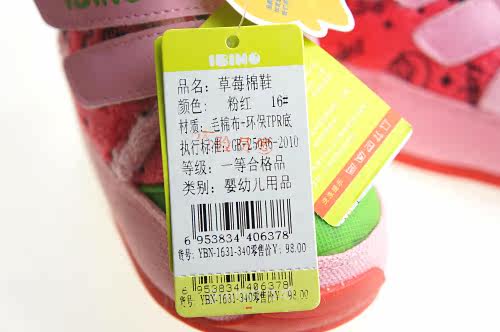 IBINO
品名: 草莓棉鞋
颜色: 粉红 16#
材质: 毛棉布+环保TPR底
执行标准: GB 25036-2010
等级: 一等合格品
类别: 婴幼儿用品
6 953834 406378
货号: YBN-1631-340零售价¥: 98.00
6 953834 406378
货号: YBN-1631-340零售价¥: 98.00